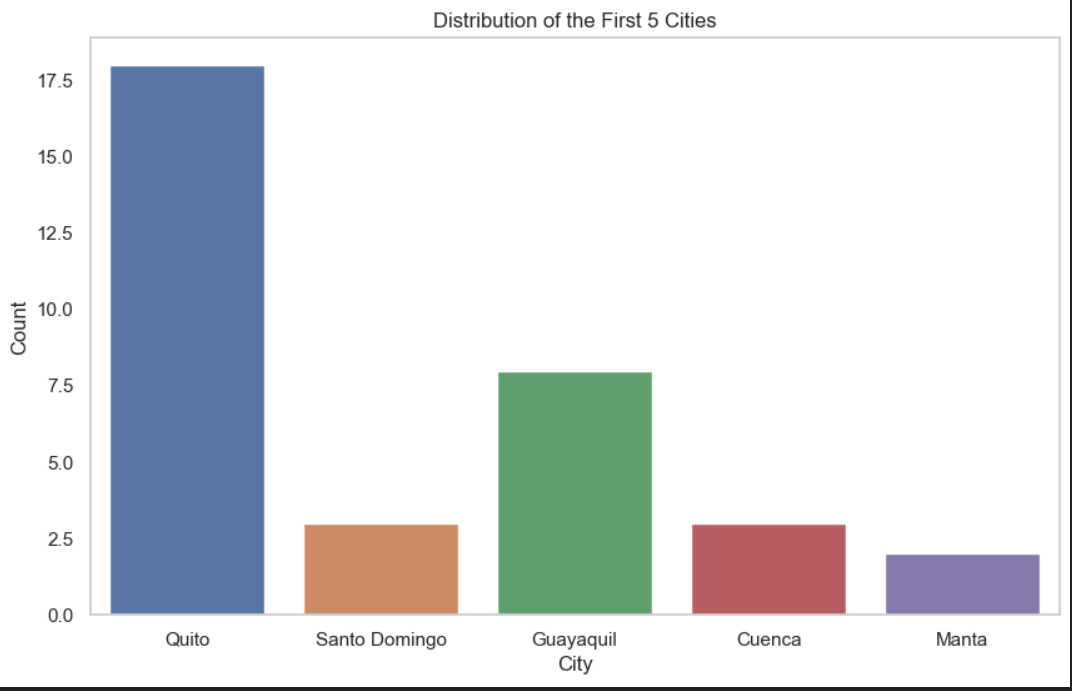 Distribution of the First 5 Cities
17.5
15.0
12.5
10.0
7.5
5.0
2.5
0.0
Count
Quito Santo Domingo Guayaquil Cuenca Manta
City